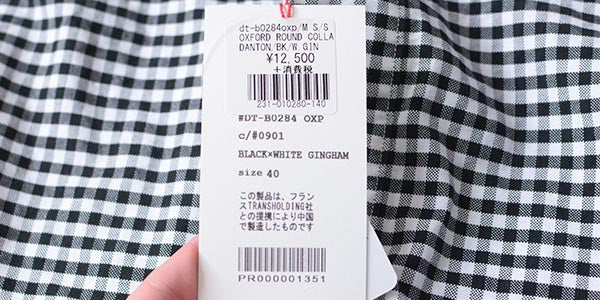 dt-b0284oxp/M S/S
OXFORD ROUND COLLA
DANTON/BK/W.GIN
¥12,500
+消費税
231-010280-140
#DT-B0284 OXP
c/#0901
BLACK×WHITE GINGHAM
size 40
この製品は、フラン
スTRANSHOLDING社
との提携により中国
で製造したものです
PR000001351